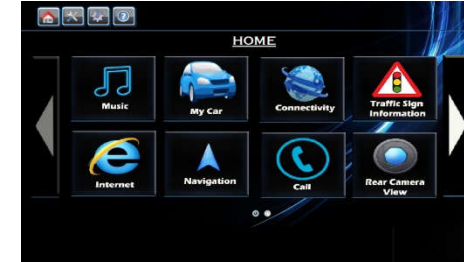 HOME
Music
My Car
Connectivity
Traffic Sign
Information
Internet
Navigation
Call
Rear Camera
View